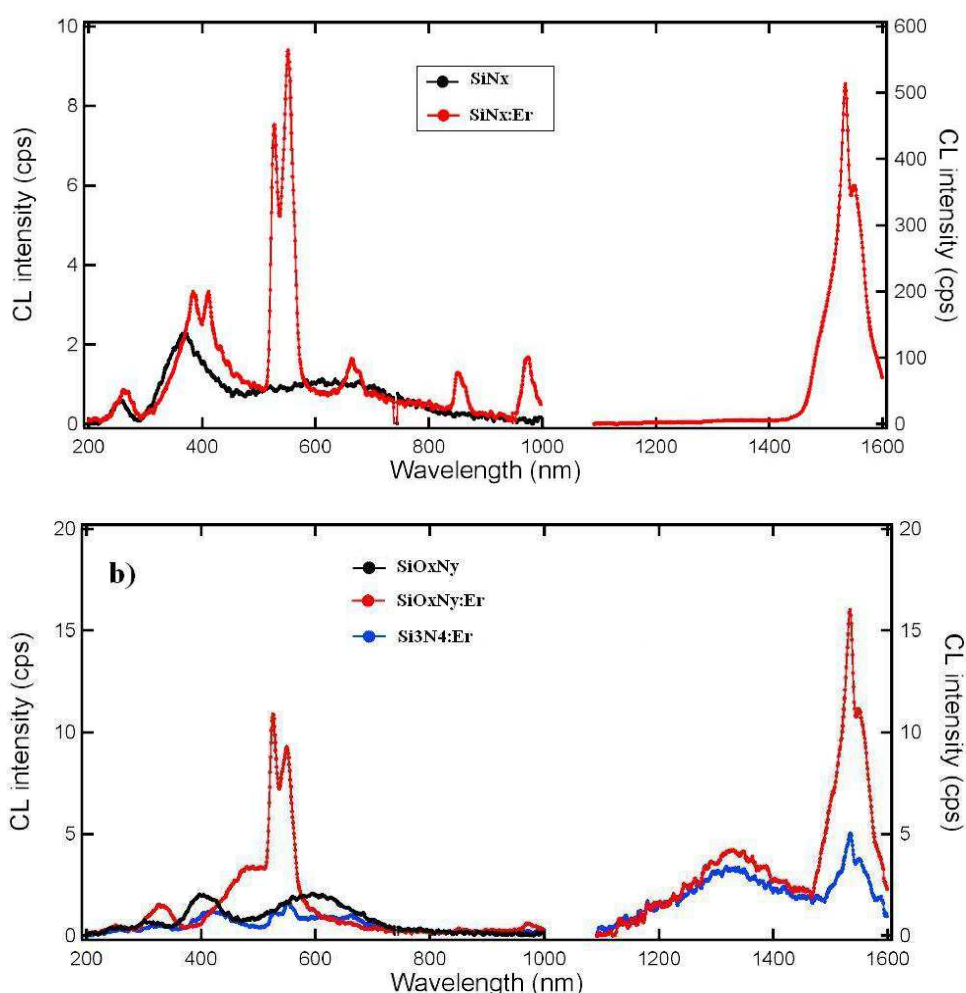 10
8
6
4
2
0
CL intensity (cps)
SiNx
SiNx:Er
600
500
400
300
200
100
0
CL intensity (cps)
200 400 600 800 1000 1200 1400 1600
Wavelength (nm)
b)
20
15
10
5
0
CL intensity (cps)
SiOxNy
SiOxNy:Er
Si3N4:Er
20
15
10
5
0
CL intensity (cps)
200 400 600 800 1000 1200 1400 1600
Wavelength (nm)